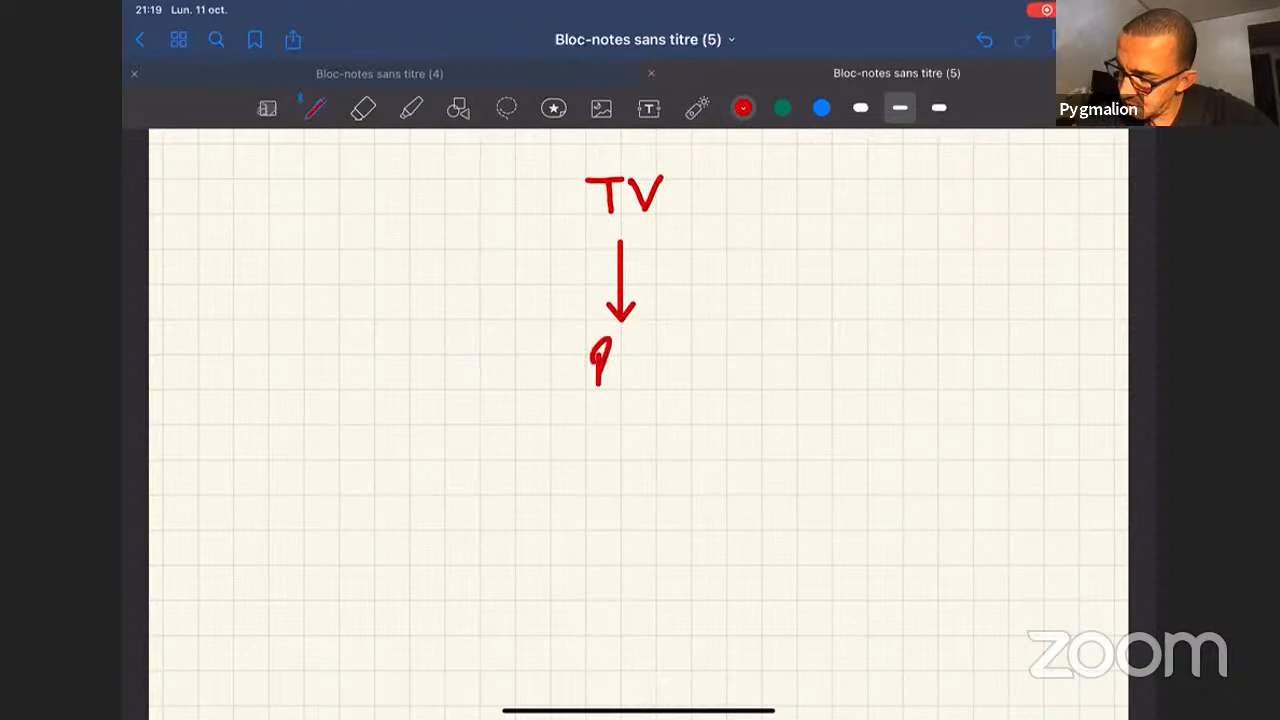 21:19 Lun. 11 oct.
Bloc-notes sans titre (5)
Bloc-notes sans titre (4)
Bloc-notes sans titre (5)
Pygmalion
TV
P
zoom